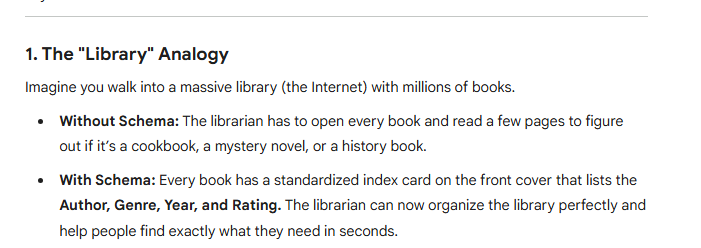 1. The "Library" Analogy
Imagine you walk into a massive library (the Internet) with millions of books.
• Without Schema: The librarian has to open every book and read a few pages to figure
out if it’s a cookbook, a mystery novel, or a history book.
• With Schema: Every book has a standardized index card on the front cover that lists the
Author, Genre, Year, and Rating. The librarian can now organize the library perfectly and
help people find exactly what they need in seconds.